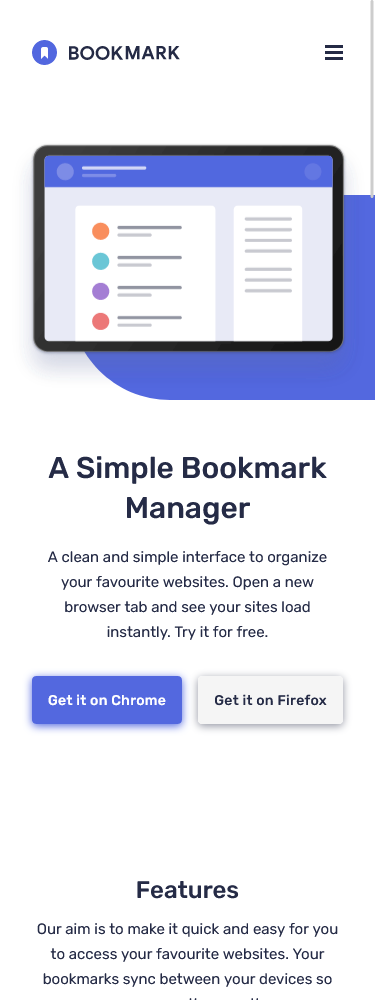 BOOKMARK
A Simple Bookmark
Manager
A clean and simple interface to organize
your favourite websites. Open a new
browser tab and see your sites load
instantly. Try it for free.
Get it on Chrome
Get it on Firefox
Features
Our aim is to make it quick and easy for you
to access your favourite websites. Your
bookmarks sync between your devices so